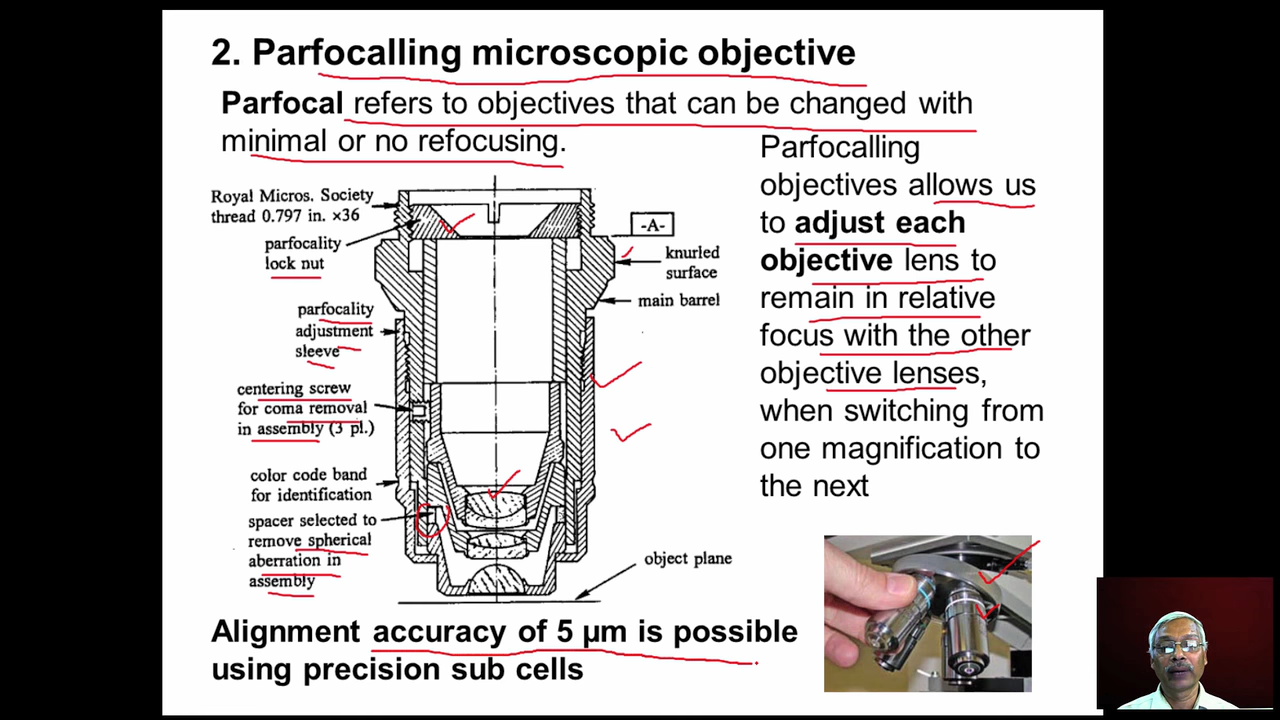 2. Parfocalling microscopic objective
Parfocal refers to objectives that can be changed with
minimal or no refocusing.
Parfocalling
objectives allows us
to adjust each
objective lens to
remain in relative
focus with the other
objective lenses,
when switching from
one magnification to
the next
Royal Micros. Society
thread 0.797 in. ×36
parfocality
lock nut
parfocality
adjustment
sleeve
centering screw
for coma removal
in assembly (3 pl.)
color code band
for identification
spacer selected to
remove spherical
aberration in
assembly
-A-
knurled
surface
main barrel
object plane
Alignment accuracy of 5 µm is possible
using precision sub cells